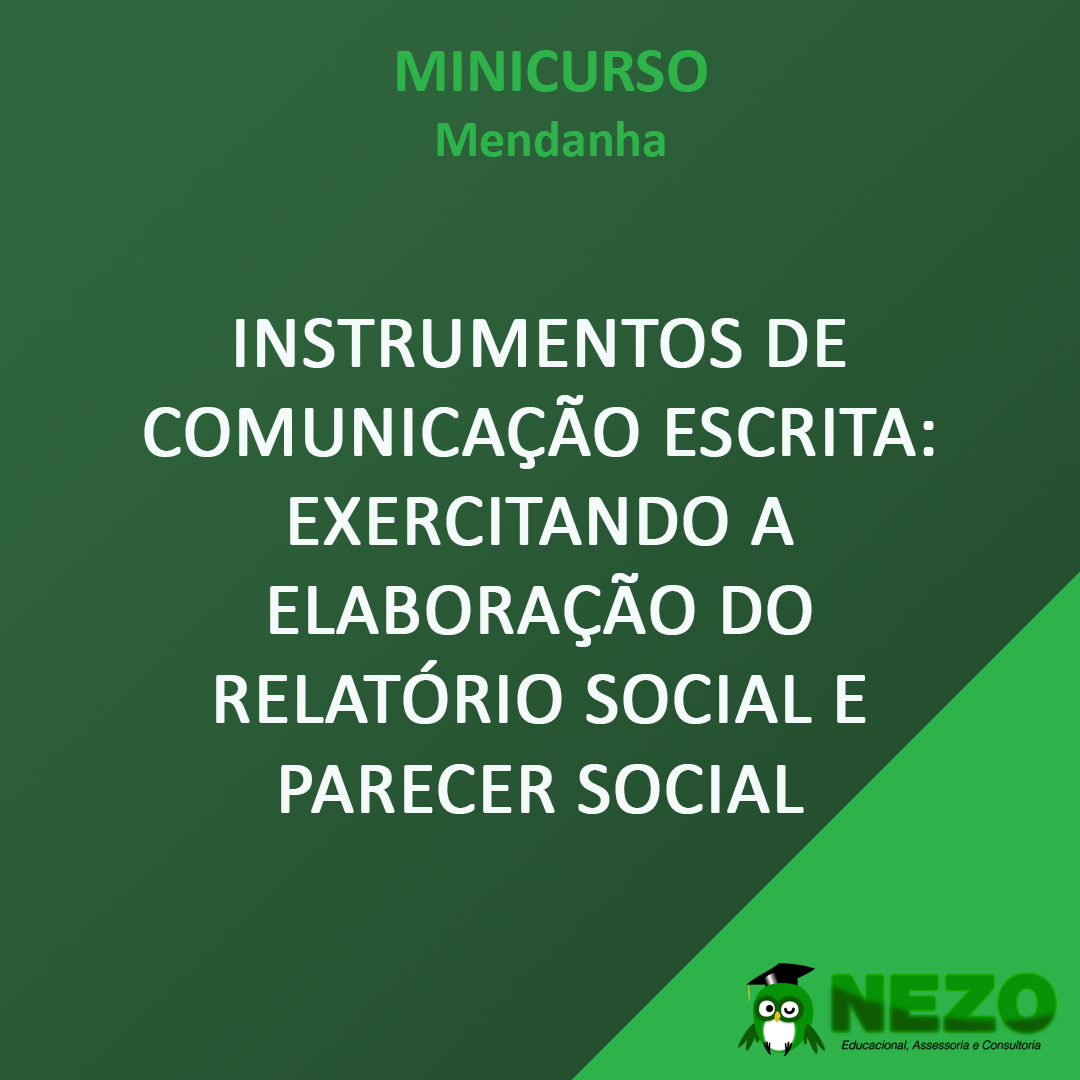 MINICURSO
Mendanha
INSTRUMENTOS DE
COMUNICAÇÃO ESCRITA:
EXERCITANDO A
ELABORAÇÃO DO
RELATÓRIO SOCIAL E
PARECER SOCIAL
NEZO
Educacional, Assessoria e Consultoria